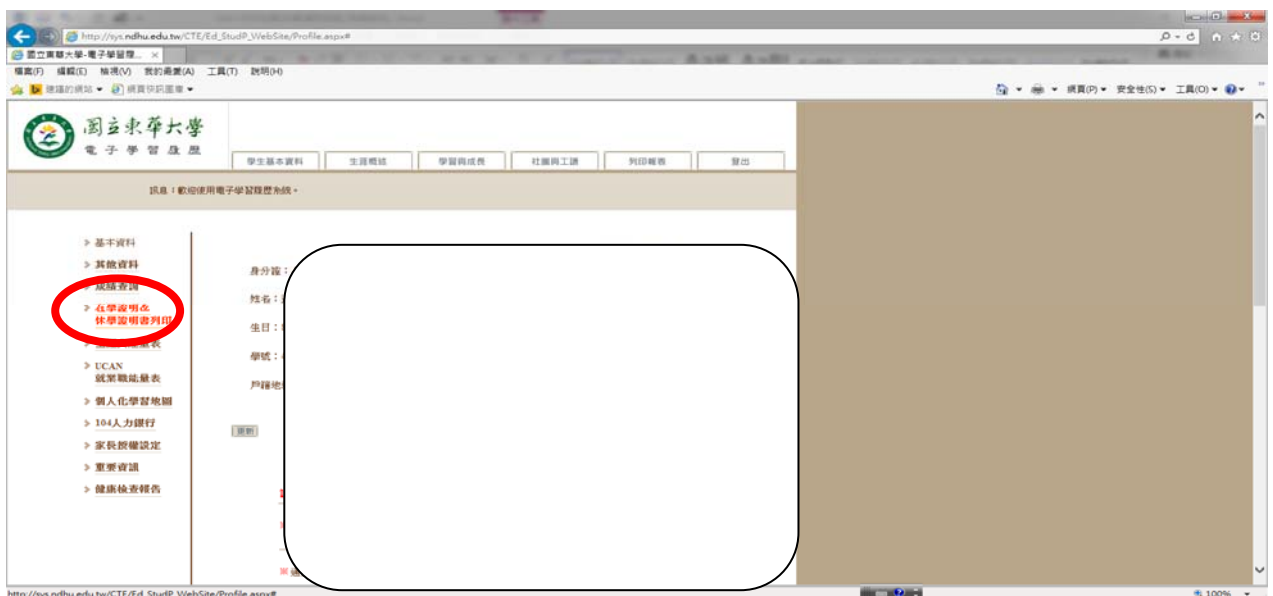 http://sys.ndhu.edu.tw/CTE/Ed_StudP_WebSite/Profile.aspx#
國立東華大學-電子學習履...
檔案(F) 編輯(E) 檢視(V) 我的最愛(A) 工具(T) 說明(H)
建議的網站 網頁快訊圖庫
網頁(P) 安全性(S) 工具(O)
國立東華大學
電子學習履歷
學生基本資料 生涯概述 學習與成長 社團與工讀 列印報表 登出
訊息：歡迎使用電子學習履歷系統。
基本資料
其他資料
成績查詢
在學證明&
休學證明書列印
UCAN
就業職能量表
個人化學習地圖
104人力銀行
家長授權設定
重要資訊
健康檢查報告
身分證：
姓名：
生日：
學號：
戶籍地
更新
http://sys.ndhu.edu.tw/CTE/Ed_StudP_WebSite/Profile.aspx#
100%